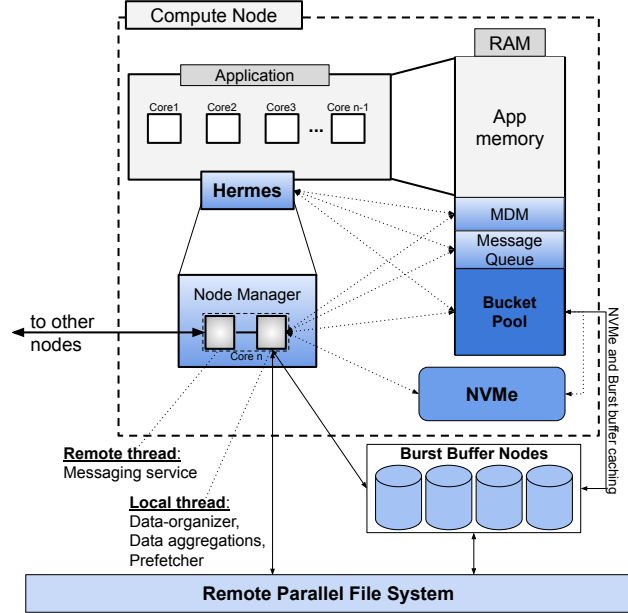 Compute Node
RAM
Application
Core1 Core2 Core3 ... Core n-1
App
memory
Hermes
MDM
Message
Queue
Node Manager
Bucket
Pool
to other
nodes
Core n
NVMe
NVMe and Burst buffer caching
Remote thread:
Messaging service
Burst Buffer Nodes
Local thread:
Data-organizer,
Data aggregations,
Prefetcher
Remote Parallel File System